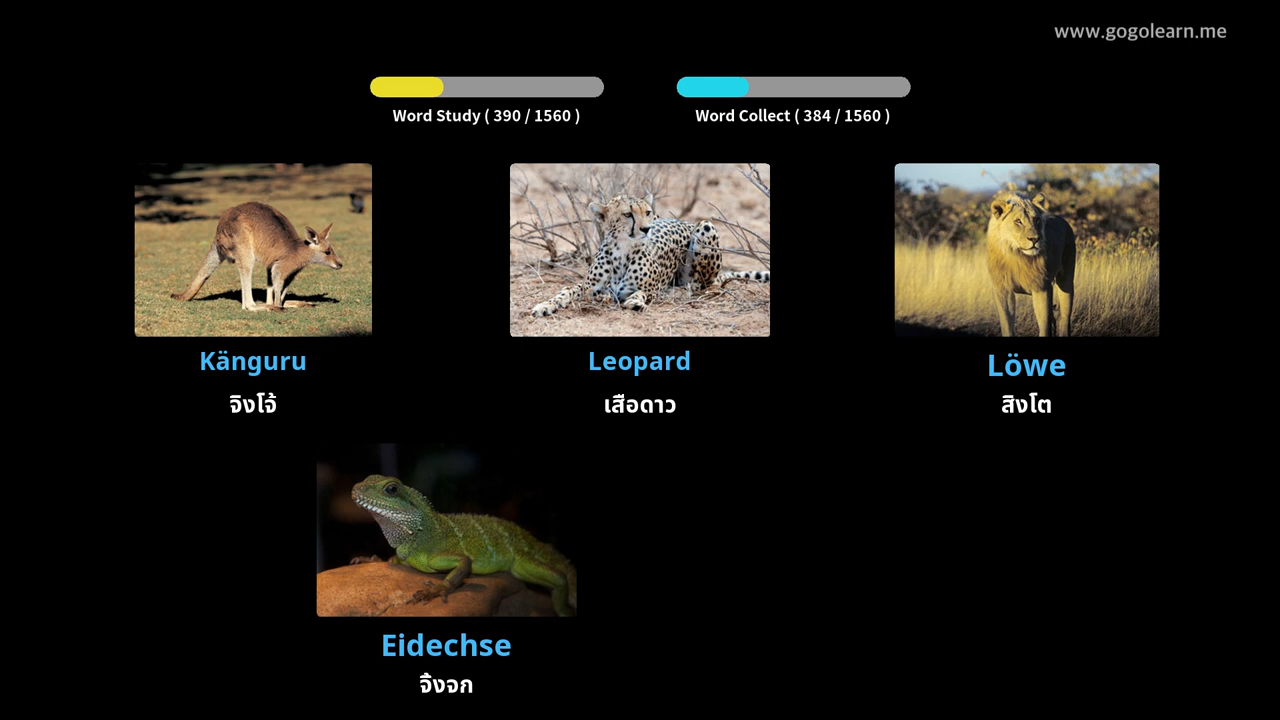 www.gogolearn.me
Word Study ( 390 / 1560 )
Word Collect ( 384 / 1560 )
Känguru
Leopard
Löwe
จิงโจ้
เสือดาว
สิงโต
Eidechse
จิ้งจก